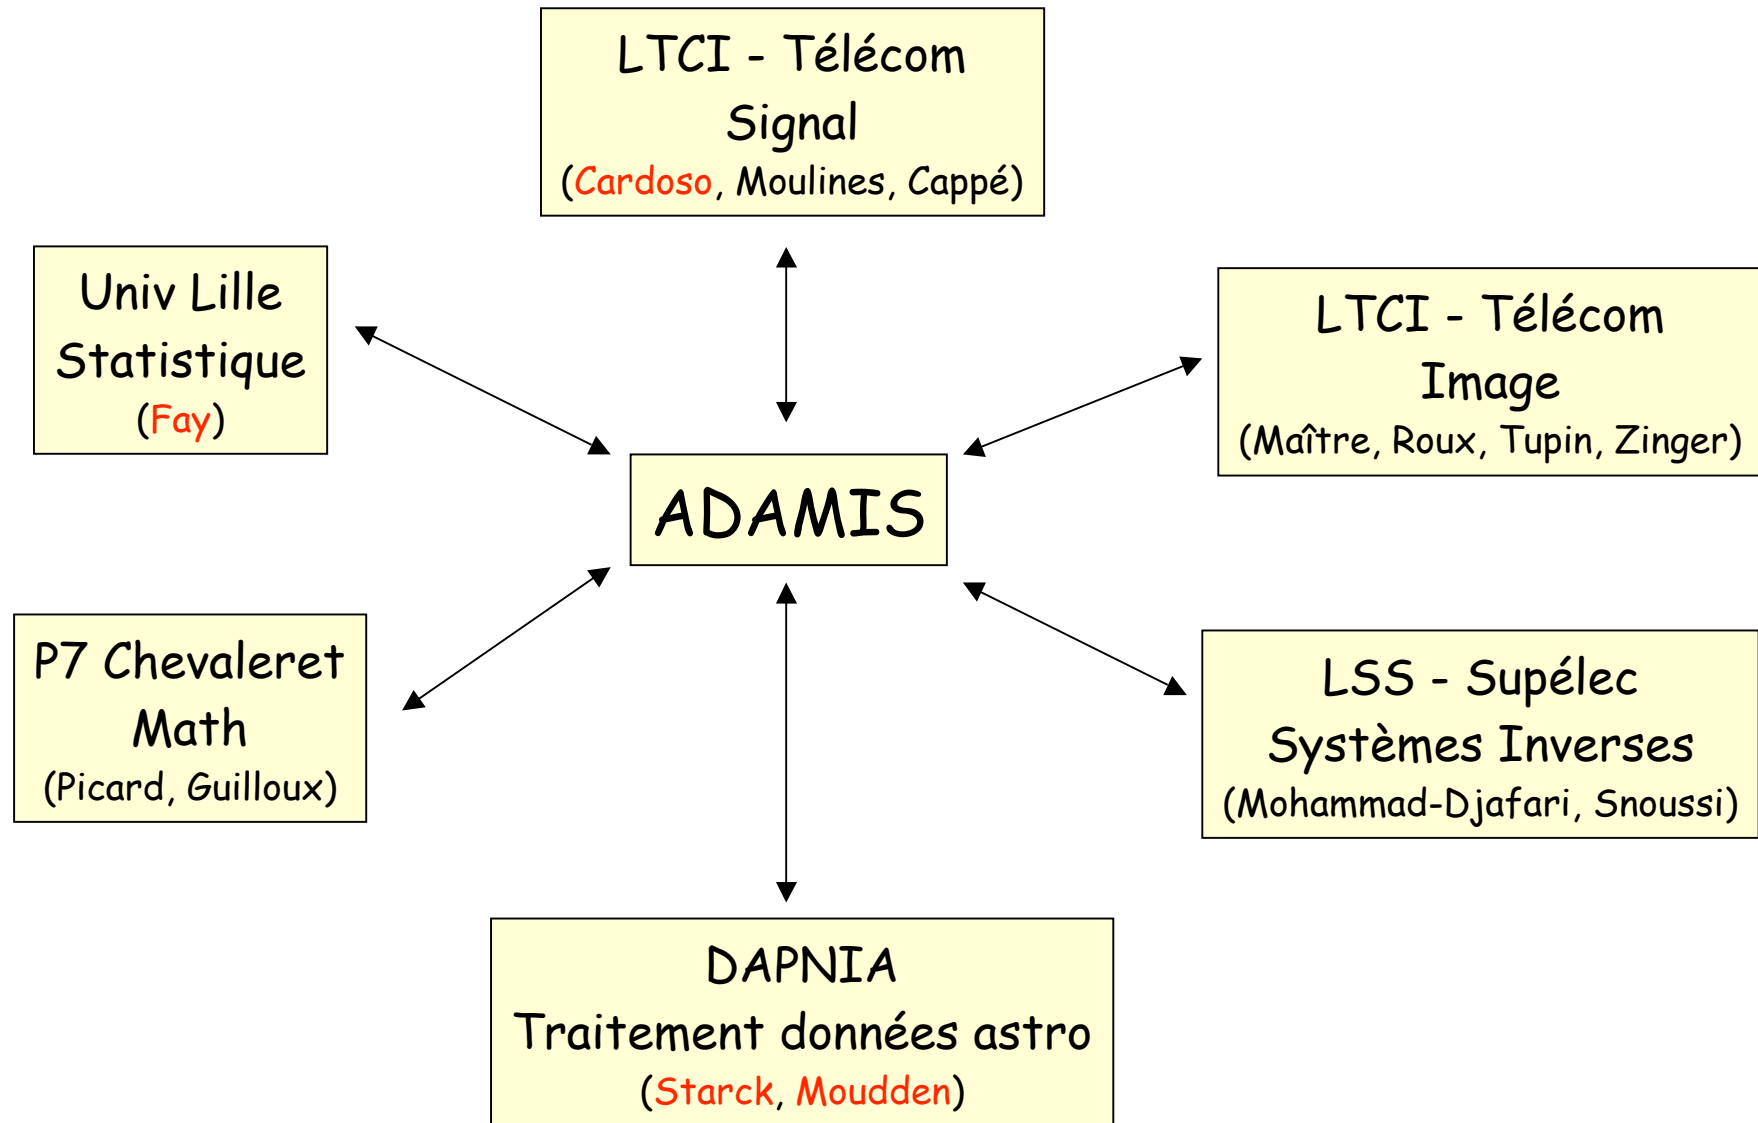 LTCI - Télécom
Signal
(Cardoso, Moulines, Cappé)
Univ Lille
Statistique
(Fay)
LTCI - Télécom
Image
(Maître, Roux, Tupin, Zinger)
ADAMIS
P7 Chevaleret
Math
(Picard, Guilloux)
LSS - Supélec
Systèmes Inverses
(Mohammad-Djafari, Snoussi)
DAPNIA
Traitement données astro
(Starck, Moudden)